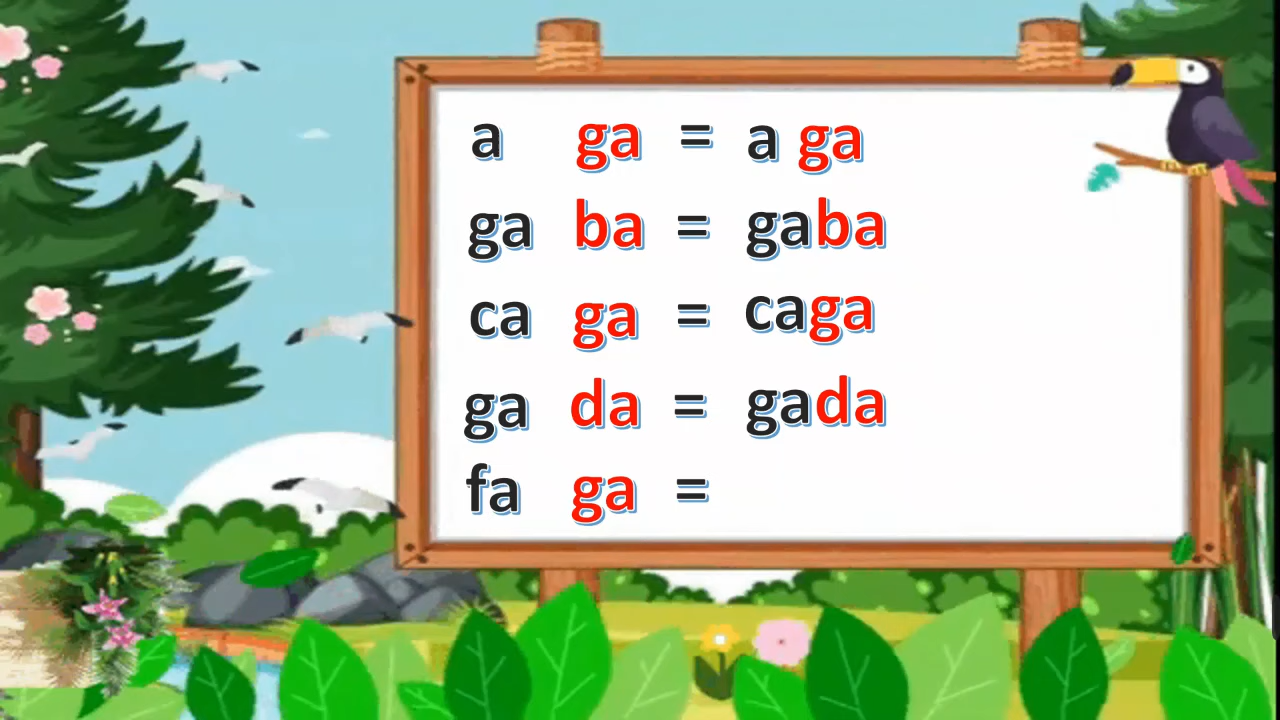 a ga = a ga
ga ba = gaba
ca ga = caga
ga da = gada
fa ga =